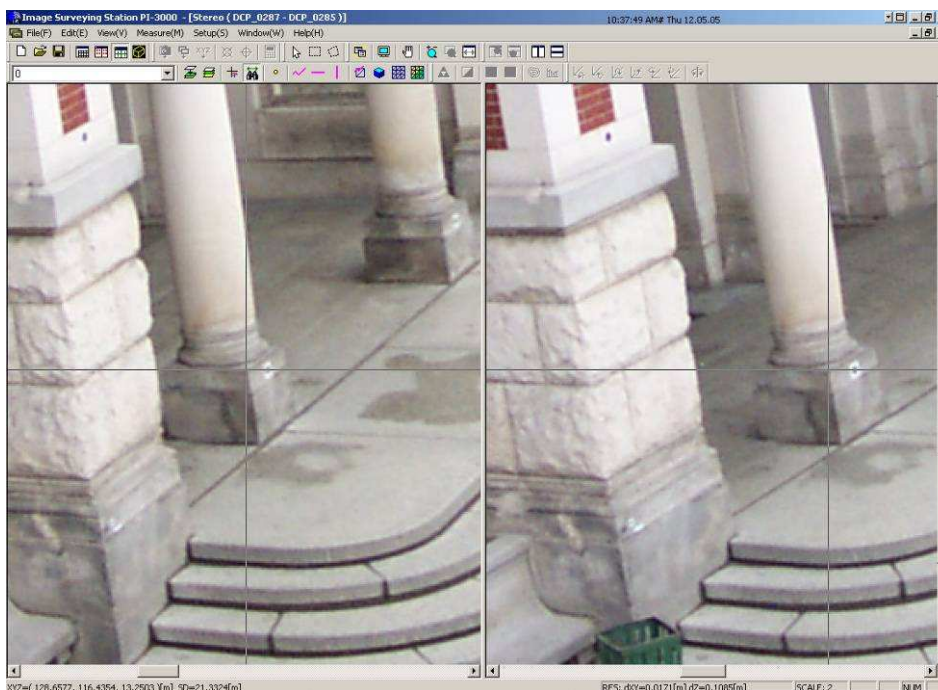 Image Surveying Station PI-3000 - [Stereo ( DCP_0287 - DCP_0285 )]
10:37:49 AM# Thu 12.05.05
File(F) Edit(E) View(V) Measure(M) Setup(S) Window(W) Help(H)
0
XYZ=( 128.6577, 116.4354, 13.2503 )[m] SD=21.3324[m]
RES: dXY=0.0171[m] dZ=0.1085[m]
SCALE: 2
NUM